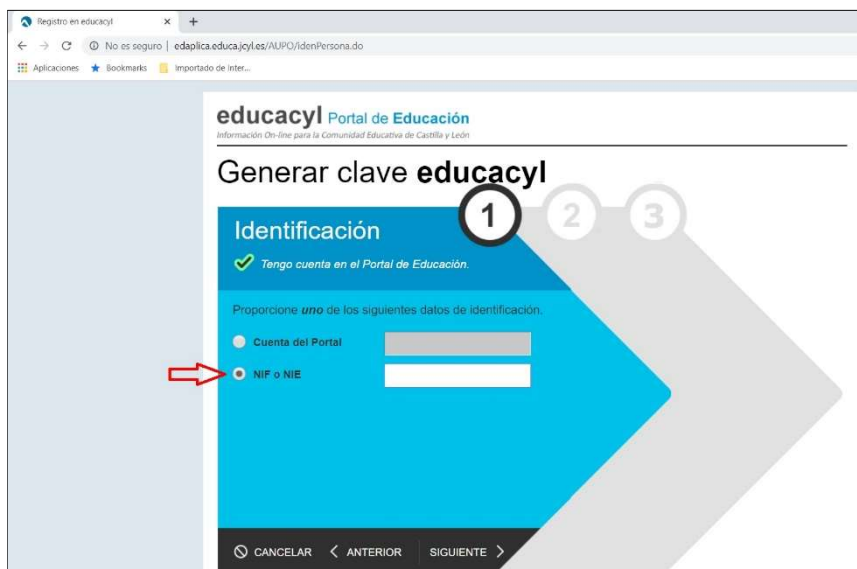 Registro en educacyl
No es seguro | edaplica.educa.jcyl.es/AUPO/idenPersona.do
Aplicaciones Bookmarks Importado de Inter...
educacyl Portal de Educación
Información On-line para la Comunidad Educativa de Castilla y León
Generar clave educacyl
1 2 3
Identificación
Tengo cuenta en el Portal de Educación.
Proporcione uno de los siguientes datos de identificación.
Cuenta del Portal
NIF o NIE
CANCELAR ANTERIOR SIGUIENTE